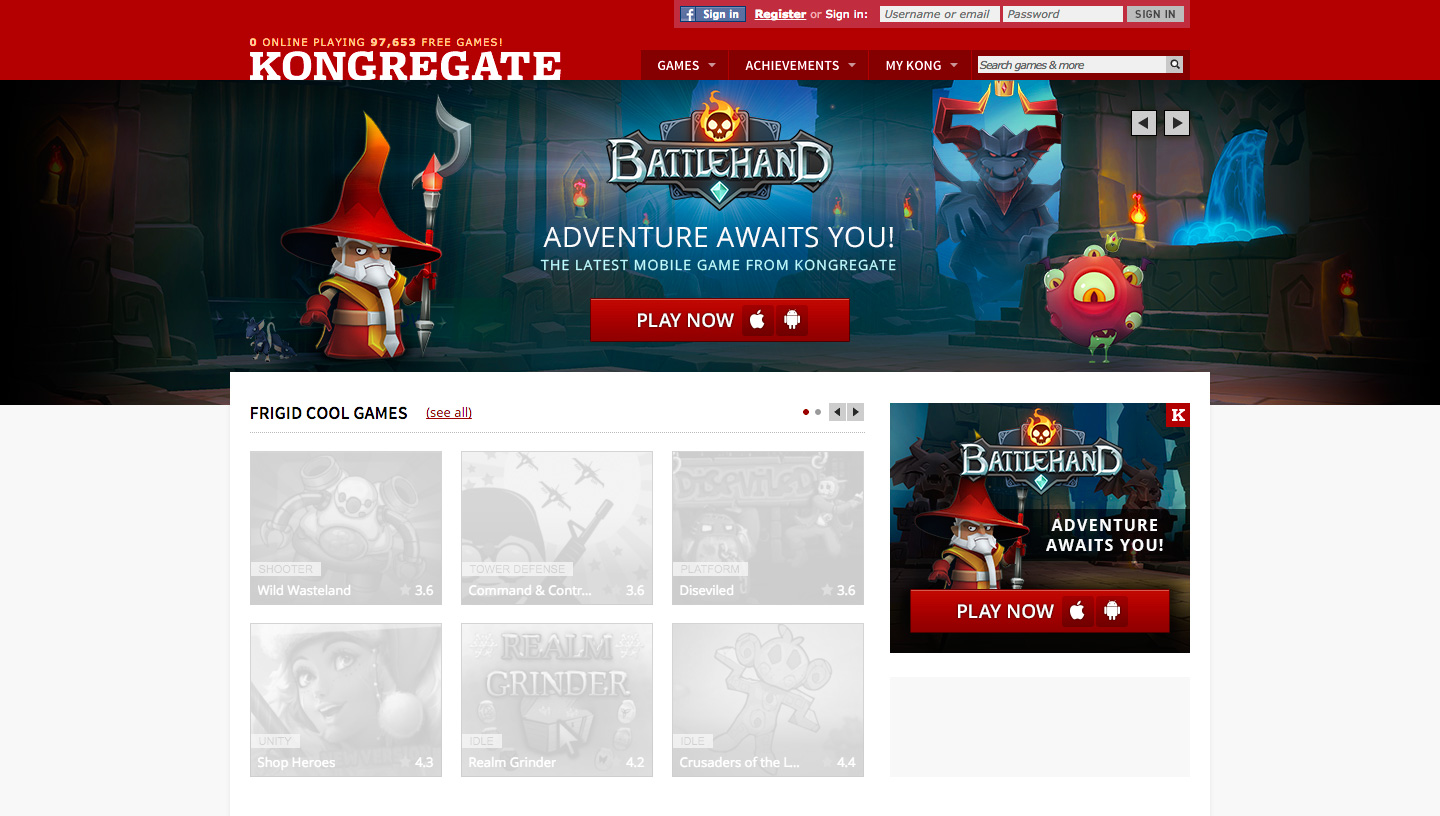 f Sign in Register or Sign in: Username or email Password SIGN IN
0 ONLINE PLAYING 97,653 FREE GAMES!
KONGREGATE
GAMES ACHIEVEMENTS MY KONG Search games & more
BATTLEHAND
ADVENTURE AWAITS YOU!
THE LATEST MOBILE GAME FROM KONGREGATE
PLAY NOW
FRIGID COOL GAMES (see all)
SHOOTER
Wild Wasteland 3.6
TOWER DEFENSE
Command & Contr... 3.6
DISEVILED
PLATFORM
Diseviled 3.6
UNITY
Shop Heroes 4.3
REALM
GRINDER
IDLE
Realm Grinder 4.2
IDLE
Crusaders of the L... 4.4
K
BATTLEHAND
ADVENTURE
AWAITS YOU!
PLAY NOW